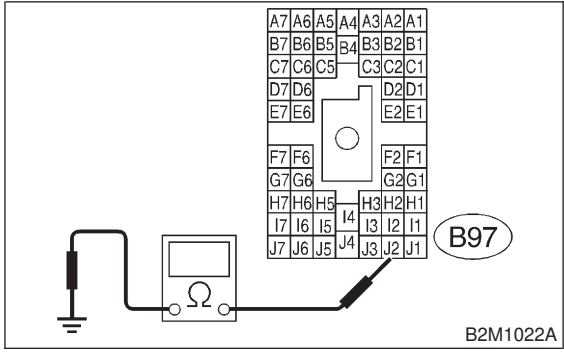 A7 A6 A5 A4 A3 A2 A1
B7 B6 B5 B4 B3 B2 B1
C7 C6 C5 C3 C2 C1
D7 D6 D2 D1
E7 E6 E2 E1
F7 F6 F2 F1
G7 G6 G2 G1
H7 H6 H5 H3 H2 H1
I7 I6 I5 I4 I3 I2 I1
J7 J6 J5 J4 J3 J2 J1
B97
Ω
B2M1022A